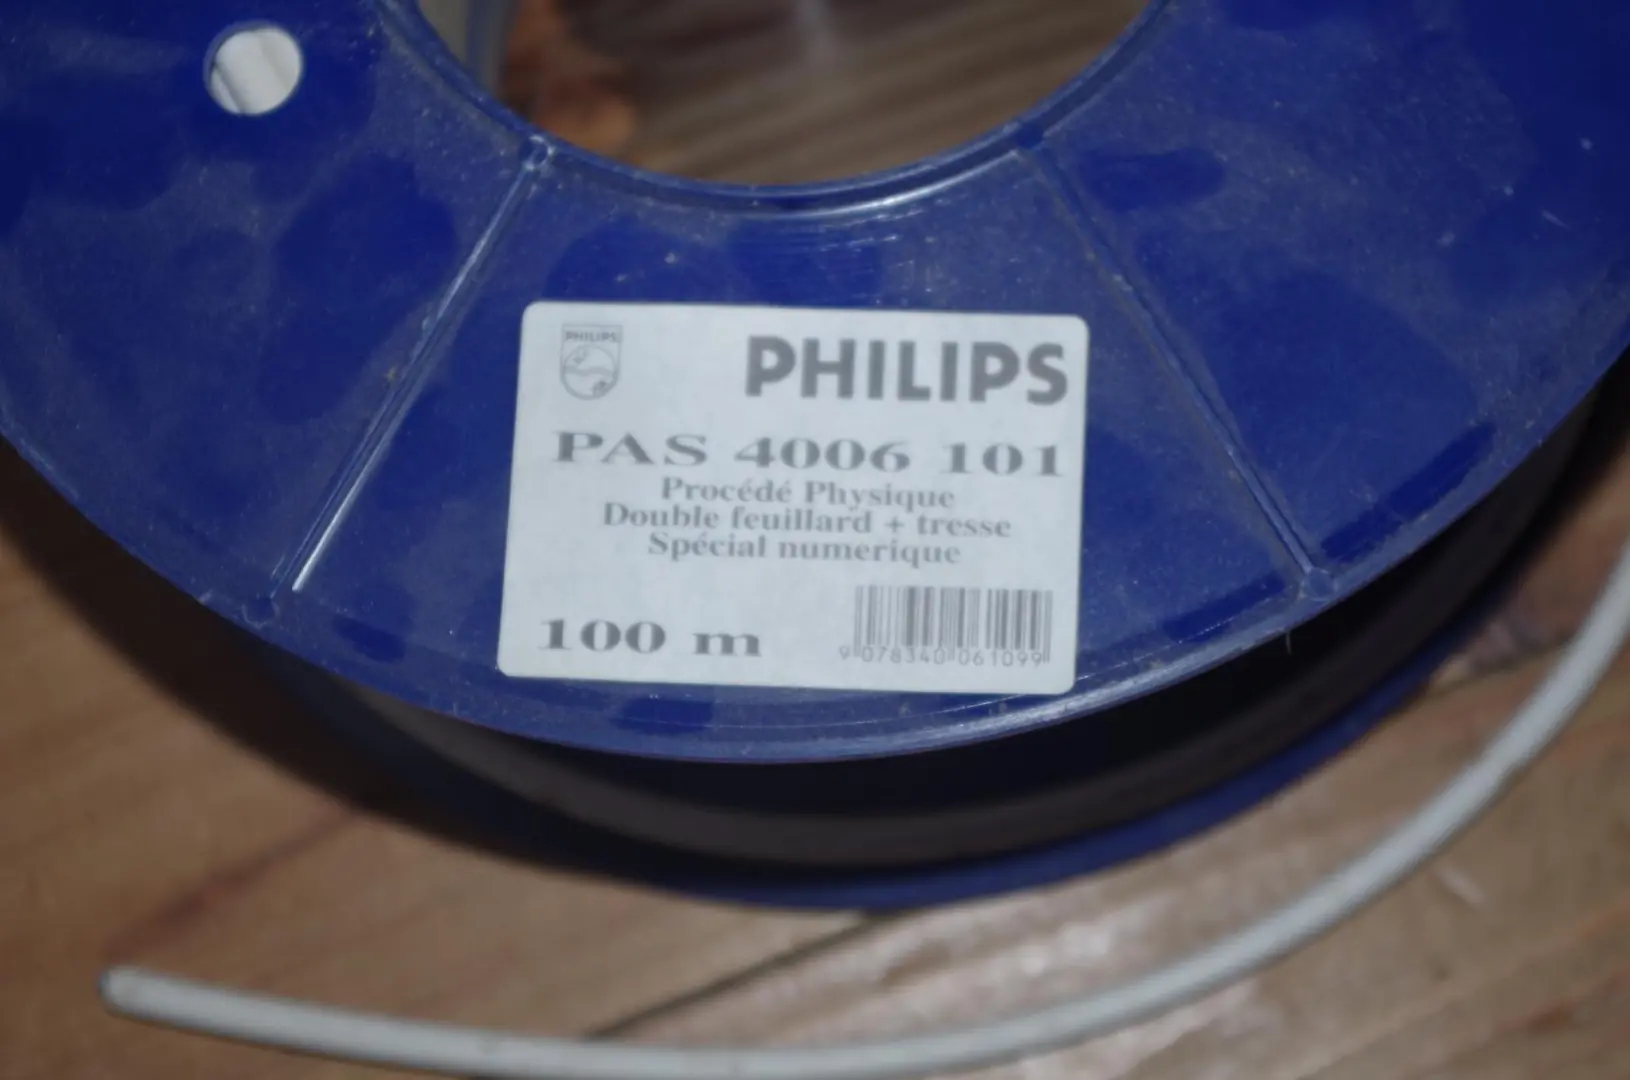 PHILIPS
PHILIPS
PAS 4006 101
Procédé Physique
Double feuillard + tresse
Spécial numerique
100 m
9 078340 061099